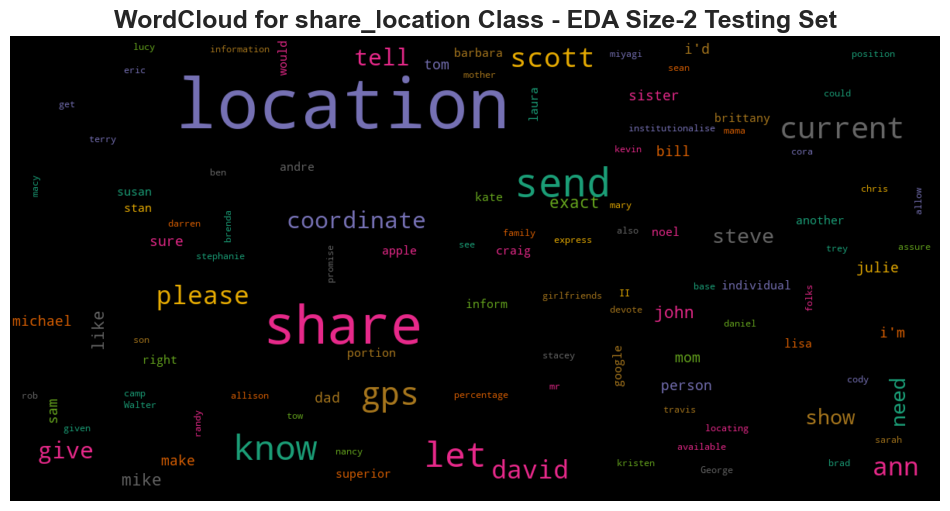 WordCloud for share_location Class - EDA Size-2 Testing Set
lucy
information
would
tell
tom
barbara
mother
scott
miyagi
i'd
sean
position
eric
get
location
laura
sister
could
terry
institutionalise
brittany
mama
current
kevin
bill
cora
macy
ben
andre
susan
stan
send
kate
exact
mary
chris
allow
darren
brenda
coordinate
sure
stephanie
promise
apple
see
family
craig
express
also
noel
steve
another
trey
assure
julie
please
share
inform
girlfriends
II
devote
base
individual
folks
michael
like
john
daniel
i'm
son
right
portion
stacey
google
mom
lisa
rob
camp
Walter
allison
dad
gps
percentage
mr
person
cody
need
sam
given
randy
tow
travis
show
locating
sarah
give
know
nancy
let
available
make
mike
superior
david
kristen
George
brad
ann